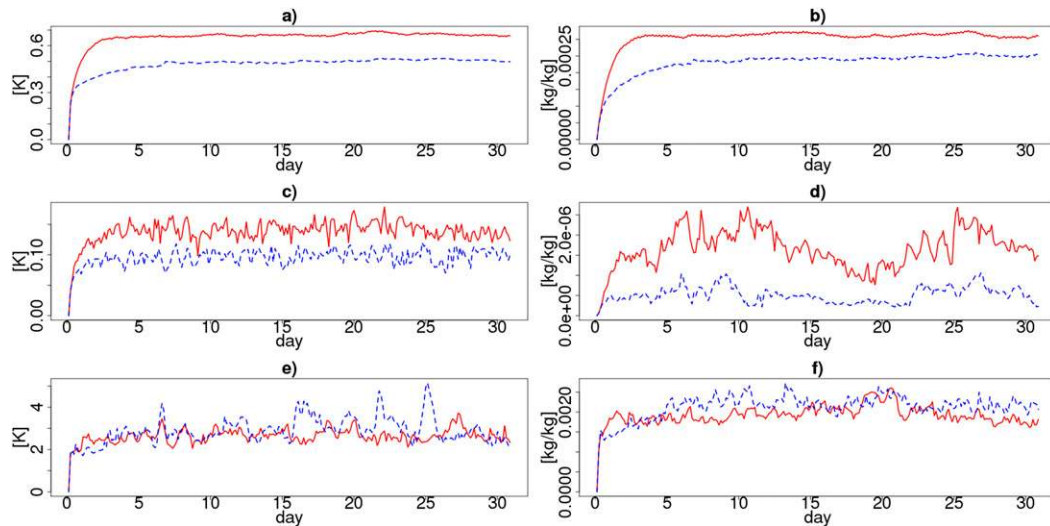 a)
[K]
0.0 0.3 0.6
0 5 10 15 20 25 30
day
b)
[kg/kg]
0.00000 0.00025
0 5 10 15 20 25 30
day
c)
[K]
0.00 0.10
0 5 10 15 20 25 30
day
d)
[kg/kg]
0.0e+00 2.0e-06
0 5 10 15 20 25 30
day
e)
[K]
0 2 4
0 5 10 15 20 25 30
day
f)
[kg/kg]
0.0000 0.0020
0 5 10 15 20 25 30
day